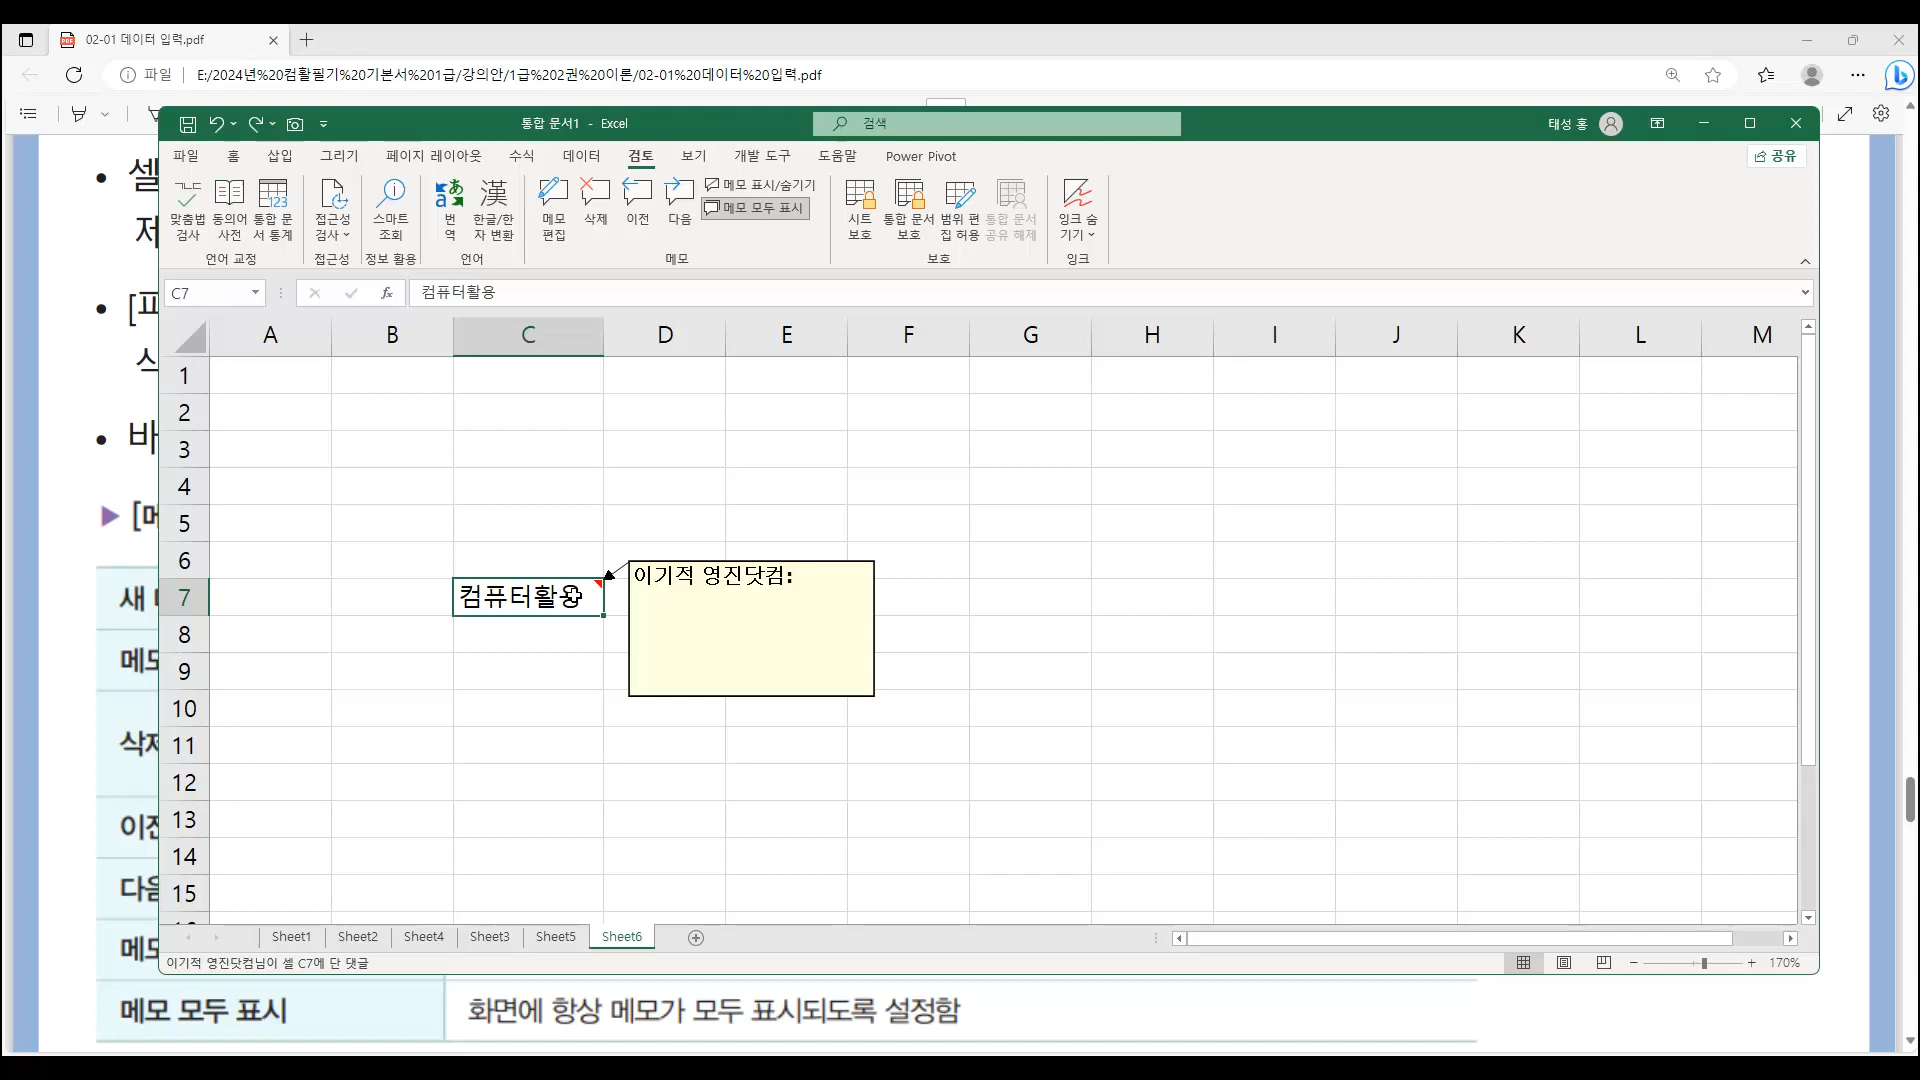 02-01 데이터 입력.pdf
파일 E:/2024년%20컴활필기%20기본서%201급/강의안/1급%202권%20이론/02-01%20데이터%20입력.pdf
통합 문서1 - Excel
검색
태성 홍
파일 홈 삽입 그리기 페이지 레이아웃 수식 데이터 검토 보기 개발 도구 도움말 Power Pivot
공유
맞춤법 검사
동의어 사전
통합 문서 통계
언어 교정
접근성 검사
접근성
스마트 조회
정보 활용
번역
한글/한자 변환
언어
메모 편집
삭제
이전
다음
메모 표시/숨기기
메모 모두 표시
메모
시트 보호
통합 문서 보호
범위 편집 허용
통합 문서 공유 해제
보호
잉크 숨기기
잉크
C7
fx
컴퓨터활용
A B C D E F G H I J K L M
1
2
3
4
5
6
7
8
9
10
11
12
13
14
15
컴퓨터활용
이기적 영진닷컴:
Sheet1 Sheet2 Sheet4 Sheet3 Sheet5 Sheet6
이기적 영진닷컴님이 셀 C7에 단 댓글
170%
• 셀
제
•
• 바
새
이전
다음
메모 모두 표시 화면에 항상 메모가 모두 표시되도록 설정함